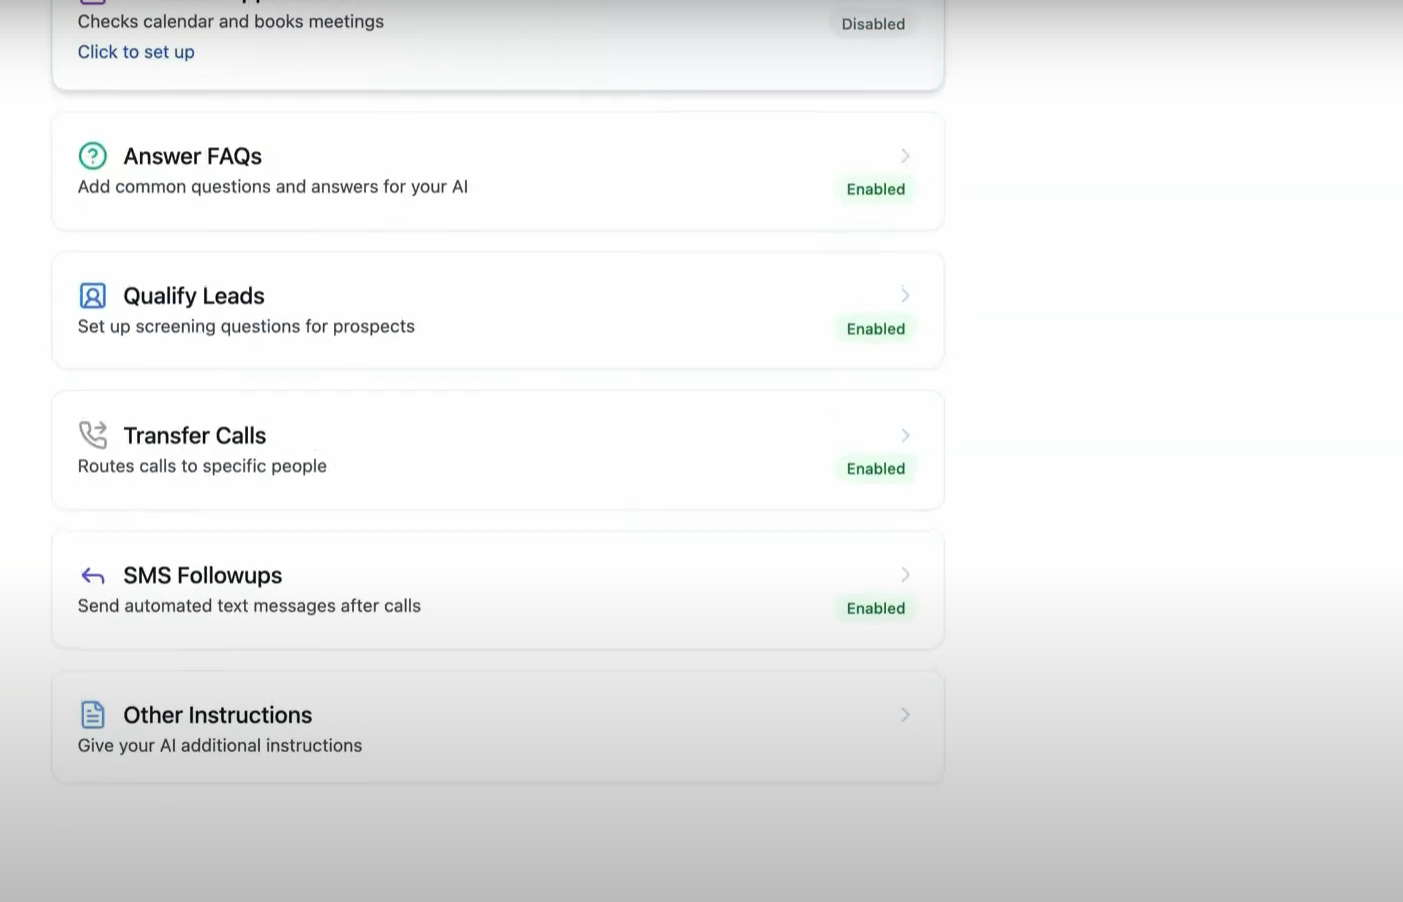 Checks calendar and books meetings
Disabled
Click to set up
Answer FAQs
Add common questions and answers for your AI
Enabled
Qualify Leads
Set up screening questions for prospects
Enabled
Transfer Calls
Routes calls to specific people
Enabled
SMS Followups
Send automated text messages after calls
Enabled
Other Instructions
Give your AI additional instructions